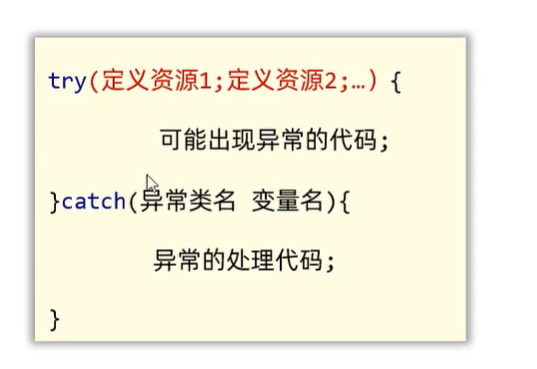 try(定义资源1;定义资源2;…) {
可能出现异常的代码;
}catch(异常类名 变量名){
异常的处理代码;
}